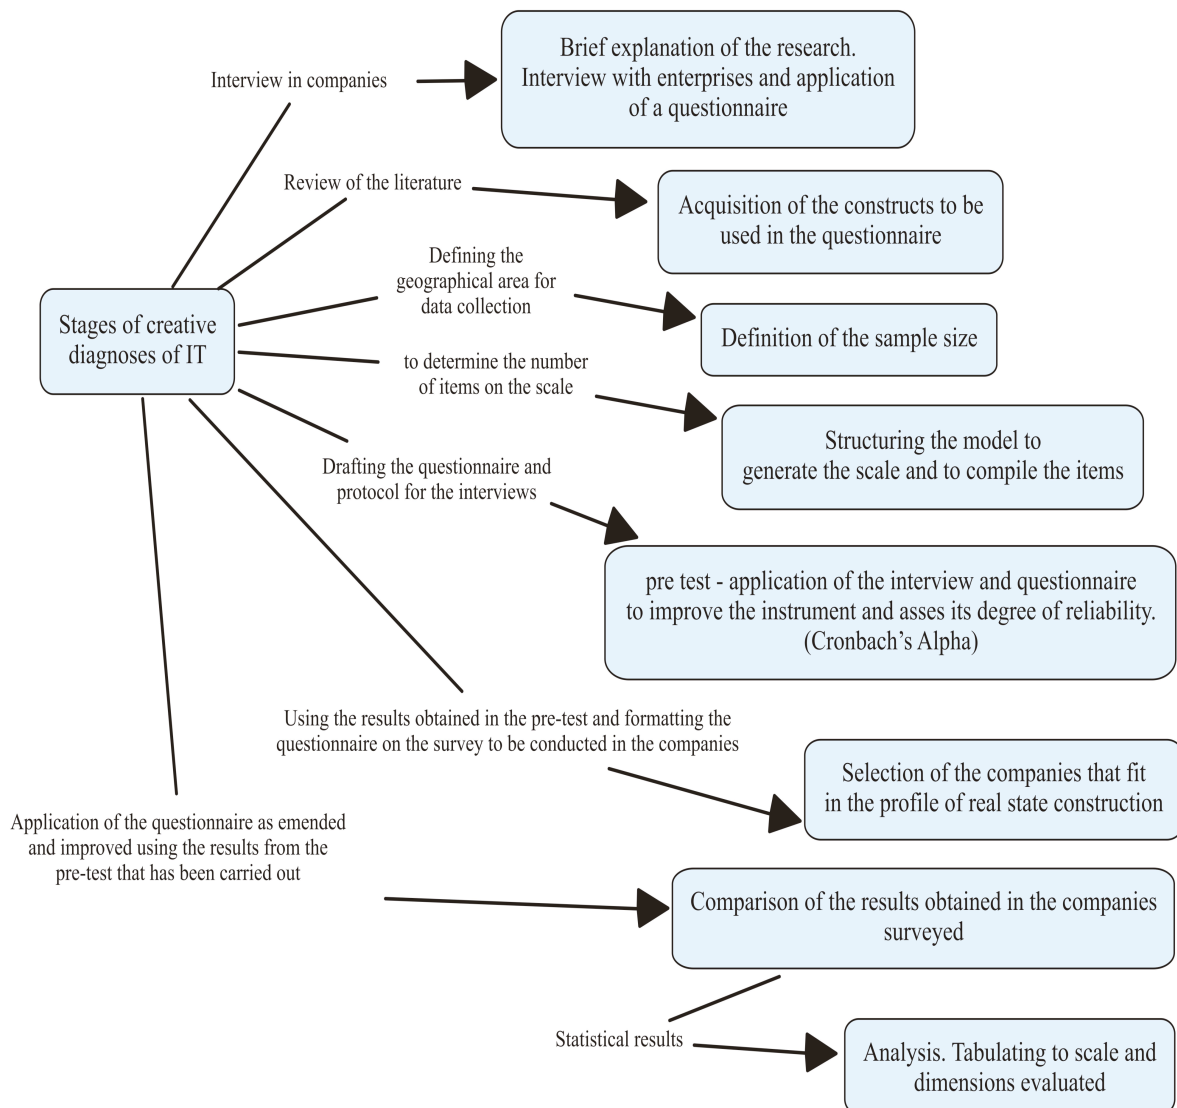 Interview in companies
Brief explanation of the research.
Interview with enterprises and application
of a questionnaire
Review of the literature
Acquisition of the constructs to be
used in the questionnaire
Defining the
geographical area for
data collection
Definition of the sample size
Stages of creative
diagnoses of IT
to determine the number
of items on the scale
Structuring the model to
generate the scale and to compile the items
Drafting the questionnaire and
protocol for the interviews
pre test - application of the interview and questionnaire
to improve the instrument and asses its degree of reliability.
(Cronbach's Alpha)
Using the results obtained in the pre-test and formatting the
questionnaire on the survey to be conducted in the companies
Selection of the companies that fit
in the profile of real state construction
Application of the questionnaire as emended
and improved using the results from the
pre-test that has been carried out
Comparison of the results obtained in the companies
surveyed
Statistical results
Analysis. Tabulating to scale and
dimensions evaluated